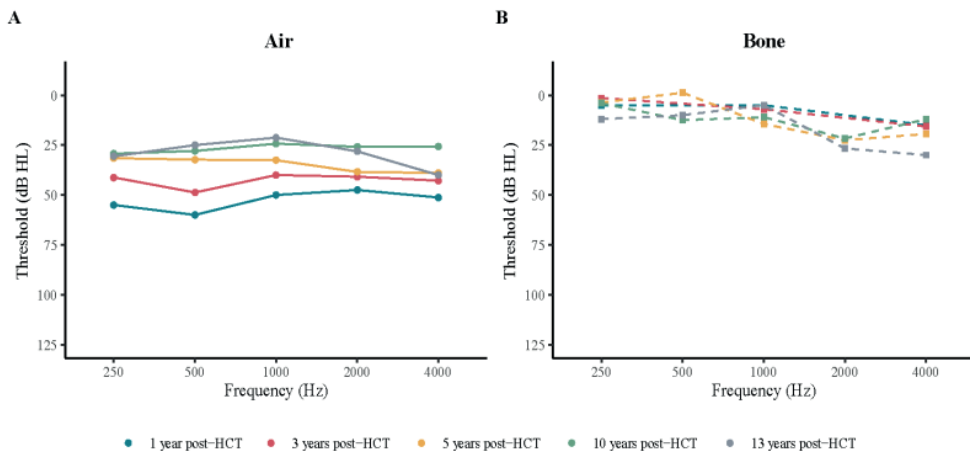 A
Air
Threshold (dB HL)
0
25
50
75
100
125
250
500
1000
2000
4000
Frequency (Hz)
B
Bone
Threshold (dB HL)
0
25
50
75
100
125
250
500
1000
2000
4000
Frequency (Hz)
1 year post−HCT
3 years post−HCT
5 years post−HCT
10 years post−HCT
13 years post−HCT